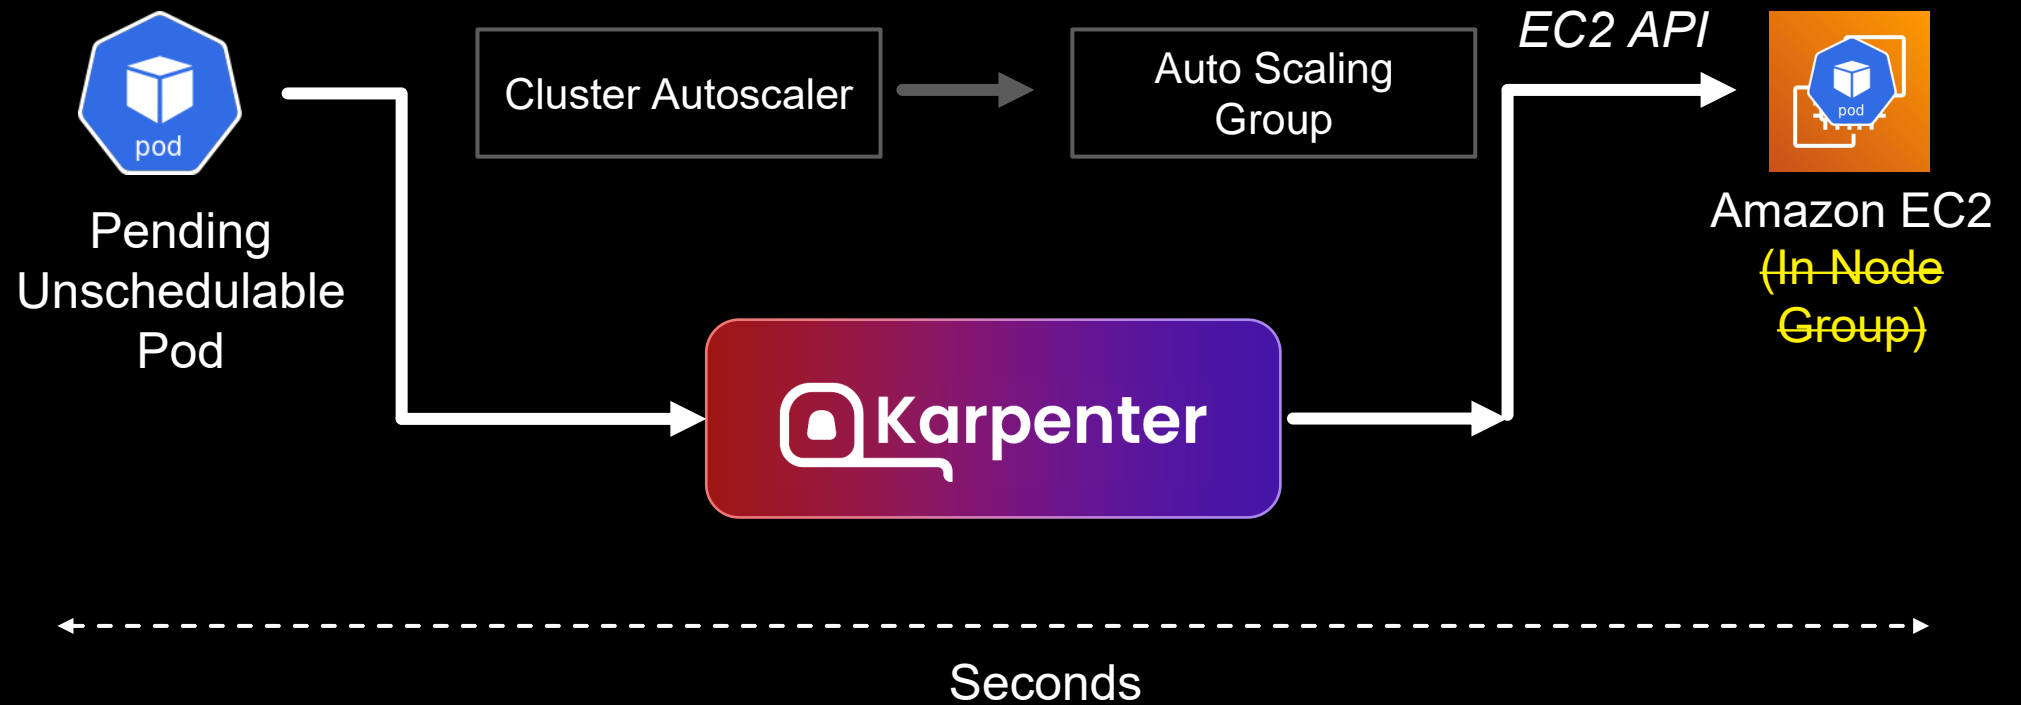 pod
Pending
Unschedulable
Pod
Cluster Autoscaler
Auto Scaling
Group
EC2 API
pod
Amazon EC2
(In Node
Group)
Karpenter
Seconds